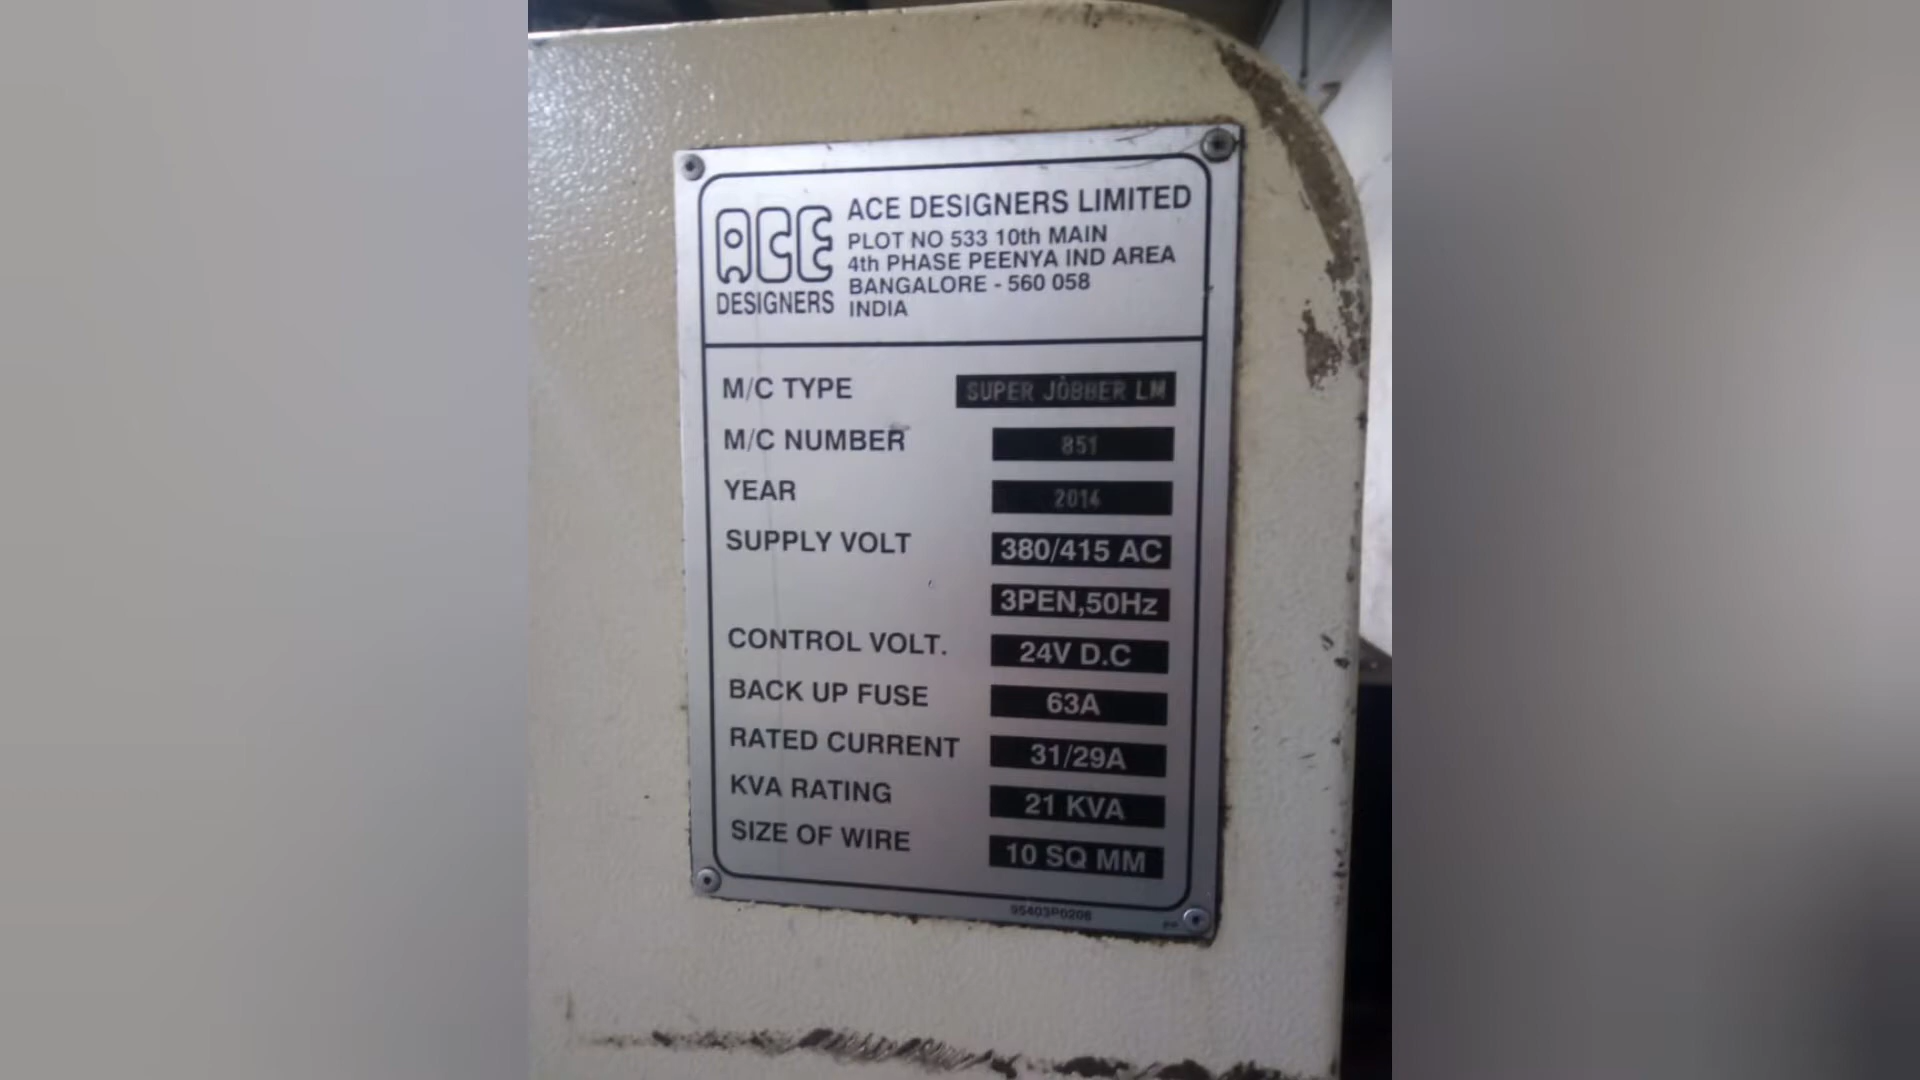 ACE DESIGNERS LIMITED
PLOT NO 533 10th MAIN
4th PHASE PEENYA IND AREA
BANGALORE - 560 058
INDIA
ACE
DESIGNERS
M/C TYPE SUPER JOBBER LM
M/C NUMBER 851
YEAR 2014
SUPPLY VOLT 380/415 AC
3PEN,50Hz
CONTROL VOLT. 24V D.C
BACK UP FUSE 63A
RATED CURRENT 31/29A
KVA RATING 21 KVA
SIZE OF WIRE 10 SQ MM
95403P0206